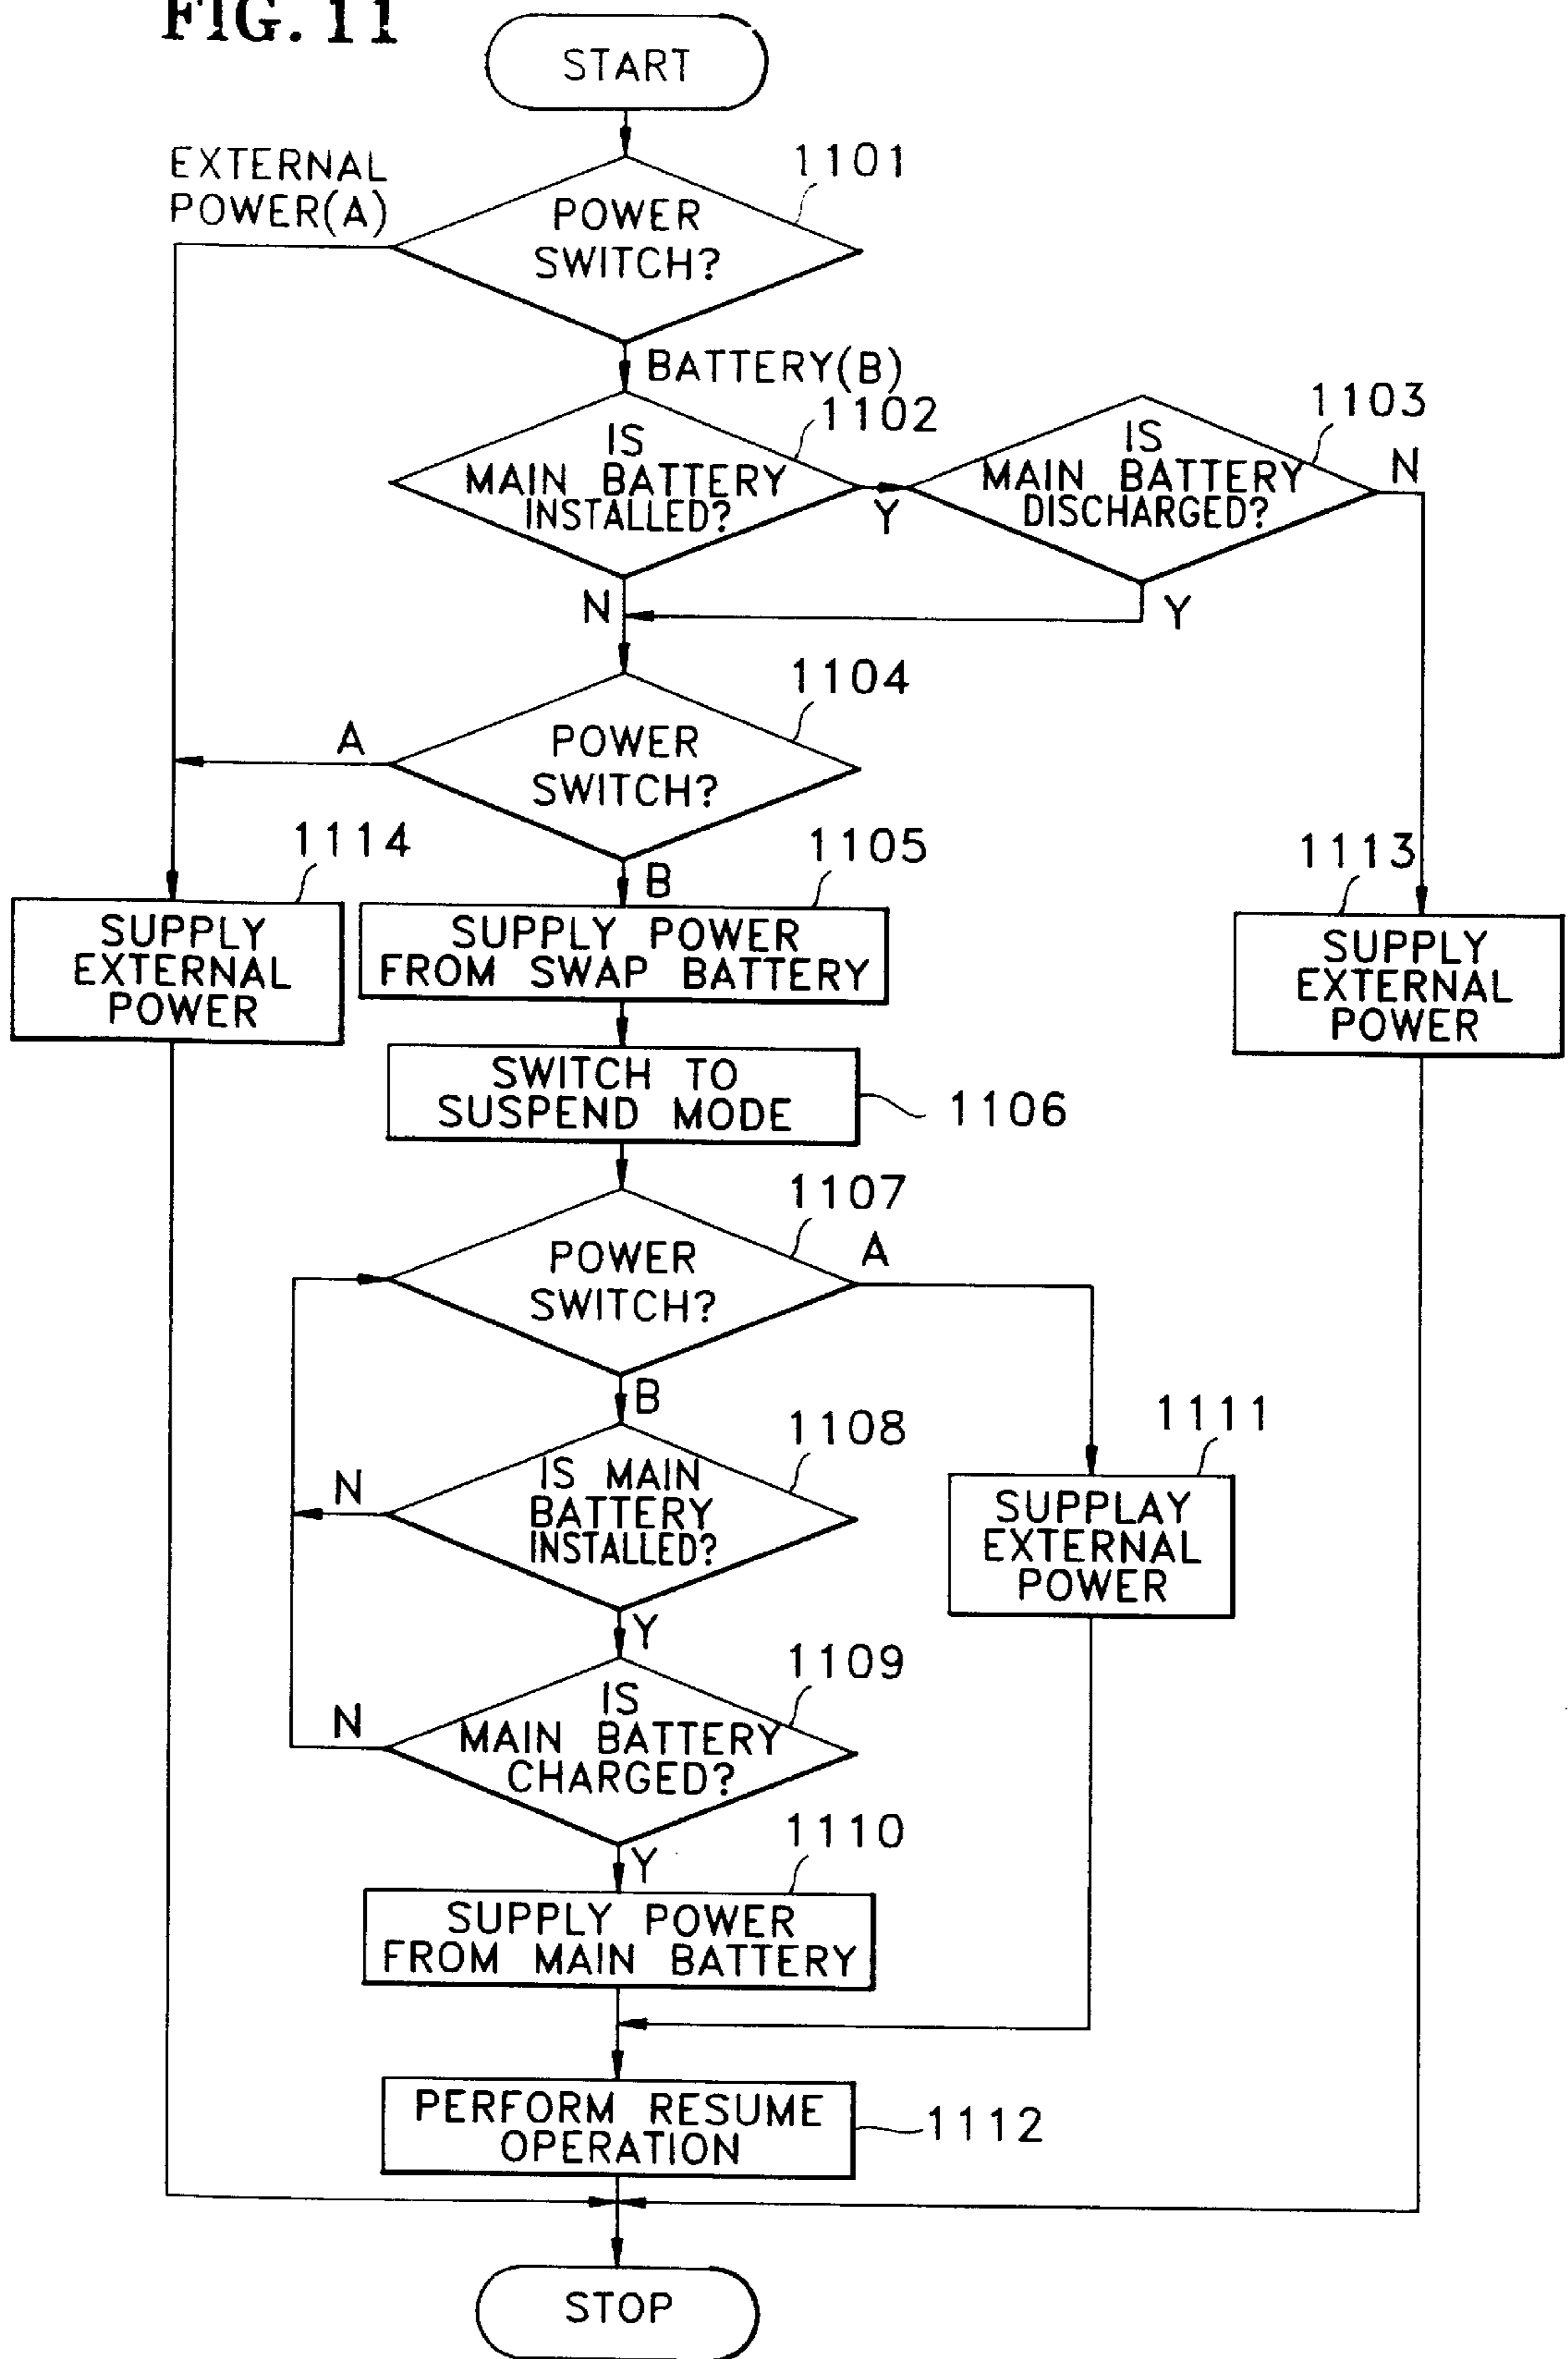 FIG. 11
START
EXTERNAL
POWER(A)
1101
POWER
SWITCH?
BATTERY(B)
1102
IS
MAIN BATTERY
INSTALLED?
Y
N
1103
IS
MAIN BATTERY
DISCHARGED?
N
Y
1104
A
POWER
SWITCH?
B
1114
SUPPLY
EXTERNAL
POWER
1105
SUPPLY POWER
FROM SWAP BATTERY
1113
SUPPLY
EXTERNAL
POWER
SWITCH TO
SUSPEND MODE
1106
1107
POWER
SWITCH?
A
B
1108
IS MAIN
BATTERY
INSTALLED?
N
Y
1111
SUPPLAY
EXTERNAL
POWER
1109
IS
MAIN BATTERY
CHARGED?
N
Y
1110
SUPPLY POWER
FROM MAIN BATTERY
PERFORM RESUME
OPERATION
1112
STOP